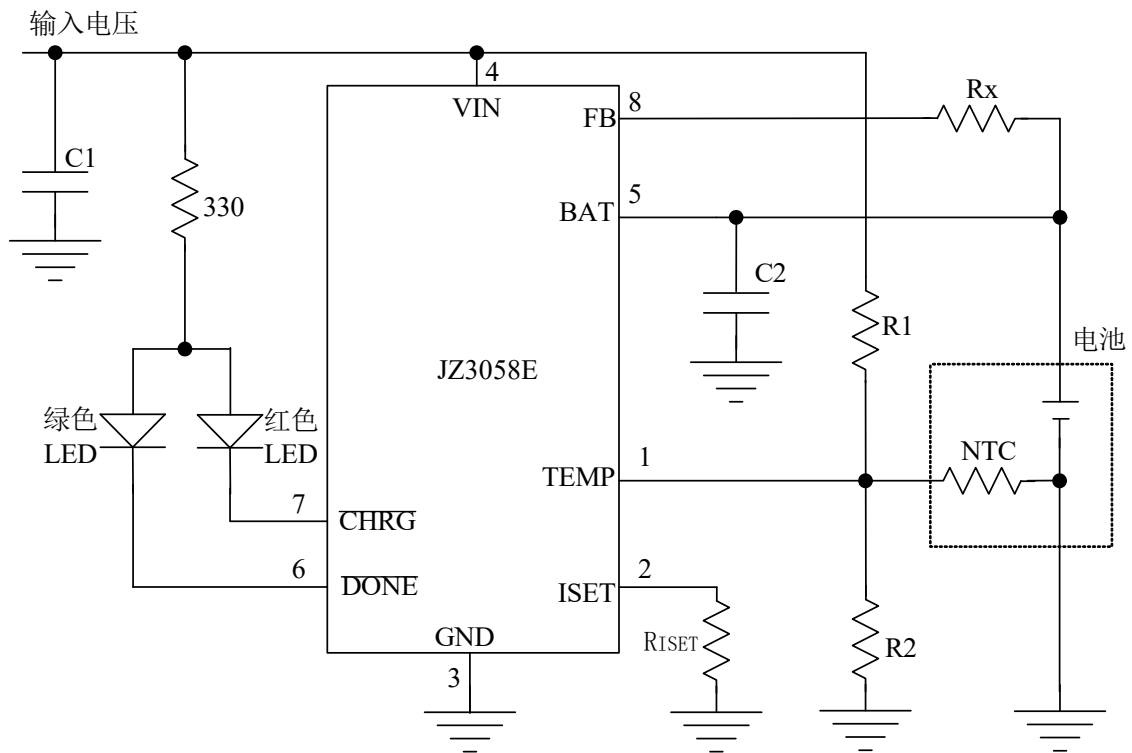 输入电压
4
VIN
8
FB
Rx
C1
330
5
BAT
C2
R1
JZ3058E
电池
绿色
LED
红色
LED
1
TEMP
NTC
7
CHRG
6
DONE
2
ISET
GND
3
RISET
R2